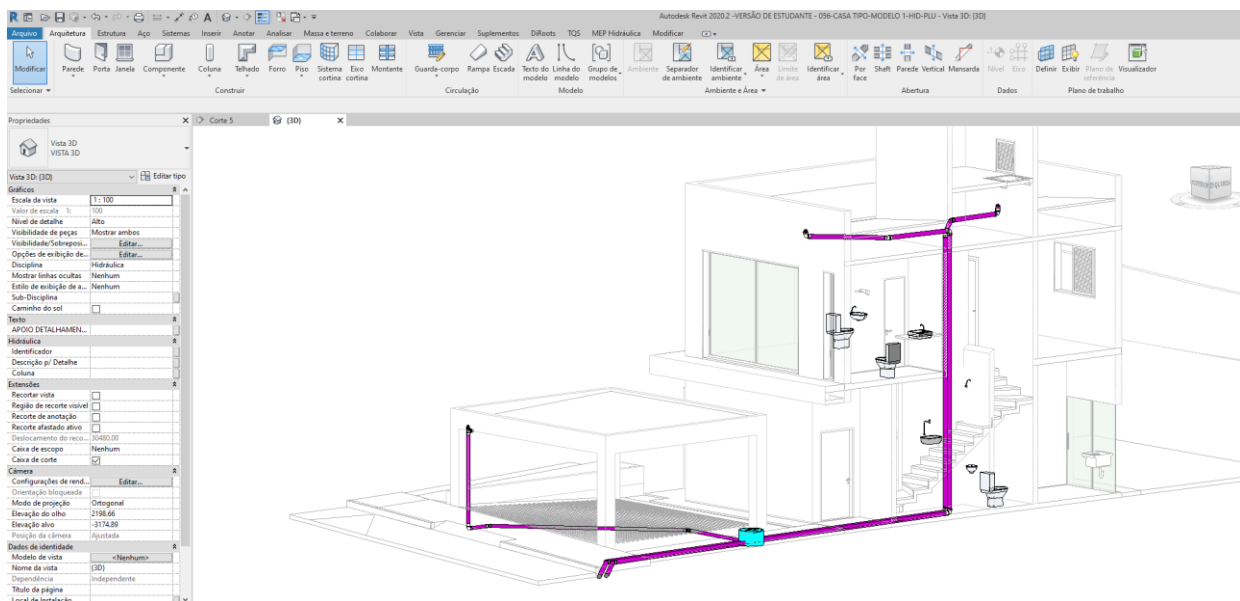 Autodesk Revit 2020.2 -VERSÃO DE ESTUDANTE - 056-CASA TIPO-MODELO 1-HID-PLU - Vista 3D: {3D}
Arquivo Arquitetura Estrutura Aço Sistemas Inserir Anotar Analisar Massa e terreno Colaborar Vista Gerenciar Suplementos DiRoots TQS MEP Hidráulica Modificar
Modificar Parede Porta Janela Componente Coluna Telhado Forro Piso Sistema cortina Eixo cortina Montante Guarda-corpo Rampa Escada Texto do modelo Linha do modelo Grupo de modelos Ambiente Separador de ambiente Identificar ambiente Área Limite de área Identificar área Por face Shaft Parede Vertical Mansarda Nível Eixo Definir Exibir Plano de referência Visualizador
Selecionar Construir Circulação Modelo Ambiente e Área Abertura Dados Plano de trabalho
Propriedades
Corte 5
{3D}
Vista 3D
VISTA 3D
Vista 3D: {3D} Editar tipo
Gráficos
Escala da vista 1 : 100
Valor de escala 1: 100
Nível de detalhe Alto
Visibilidade de peças Mostrar ambos
Visibilidade/Sobreposi... Editar...
Opções de exibição de... Editar...
Disciplina Hidráulica
Mostrar linhas ocultas Nenhum
Estilo de exibição de a... Nenhum
Sub-Disciplina
Caminho do sol
Texto
APOIO DETALHAMEN...
Hidráulica
Identificador
Descrição p/ Detalhe
Coluna
Extensões
Recortar vista
Região de recorte visível
Recorte de anotação
Recorte afastado ativo
Deslocamento do reco... 30480.00
Caixa de escopo Nenhum
Caixa de corte
Câmera
Configurações de rend... Editar...
Orientação bloqueada
Modo de projeção Ortogonal
Elevação do olho 2198.66
Elevação alvo -3174.89
Posição da câmera Ajustada
Dados de identidade
Modelo de vista <Nenhum>
Nome da vista {3D}
Dependência Independente
Título da página
Local de Instalação